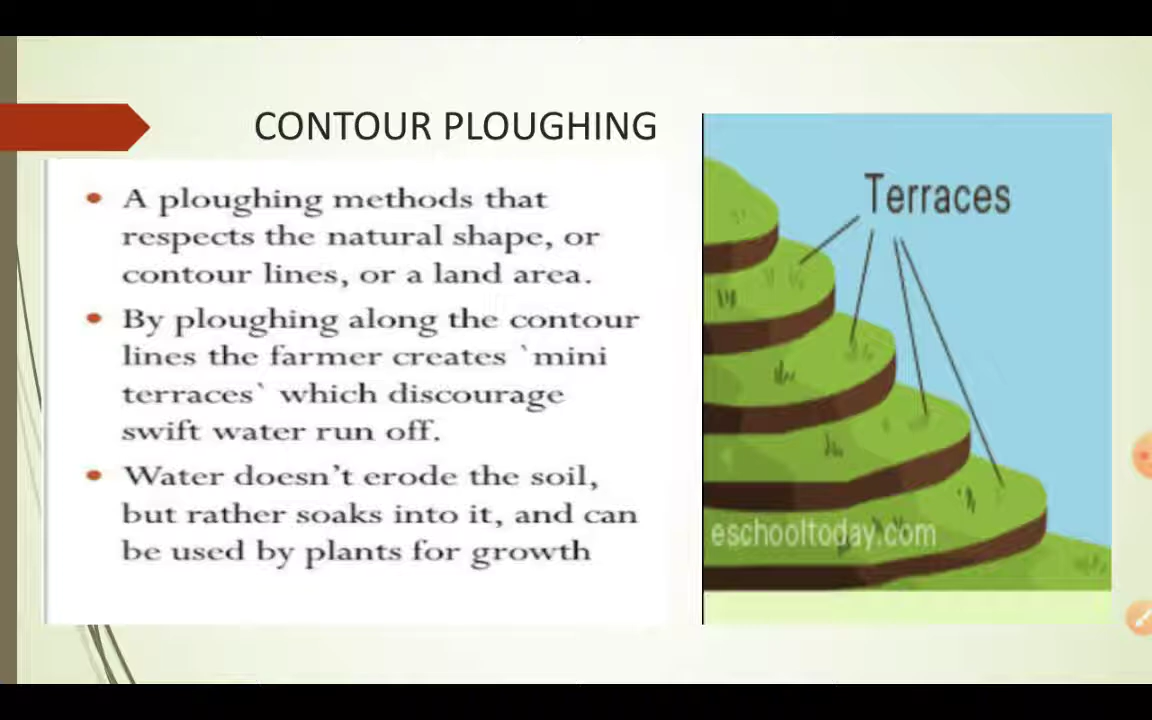 CONTOUR PLOUGHING
A ploughing methods that
respects the natural shape, or
contour lines, or a land area.
By ploughing along the contour
lines the farmer creates `mini
terraces` which discourage
swift water run off.
Water doesn't erode the soil,
but rather soaks into it, and can
be used by plants for growth
Terraces
eschooltoday.com